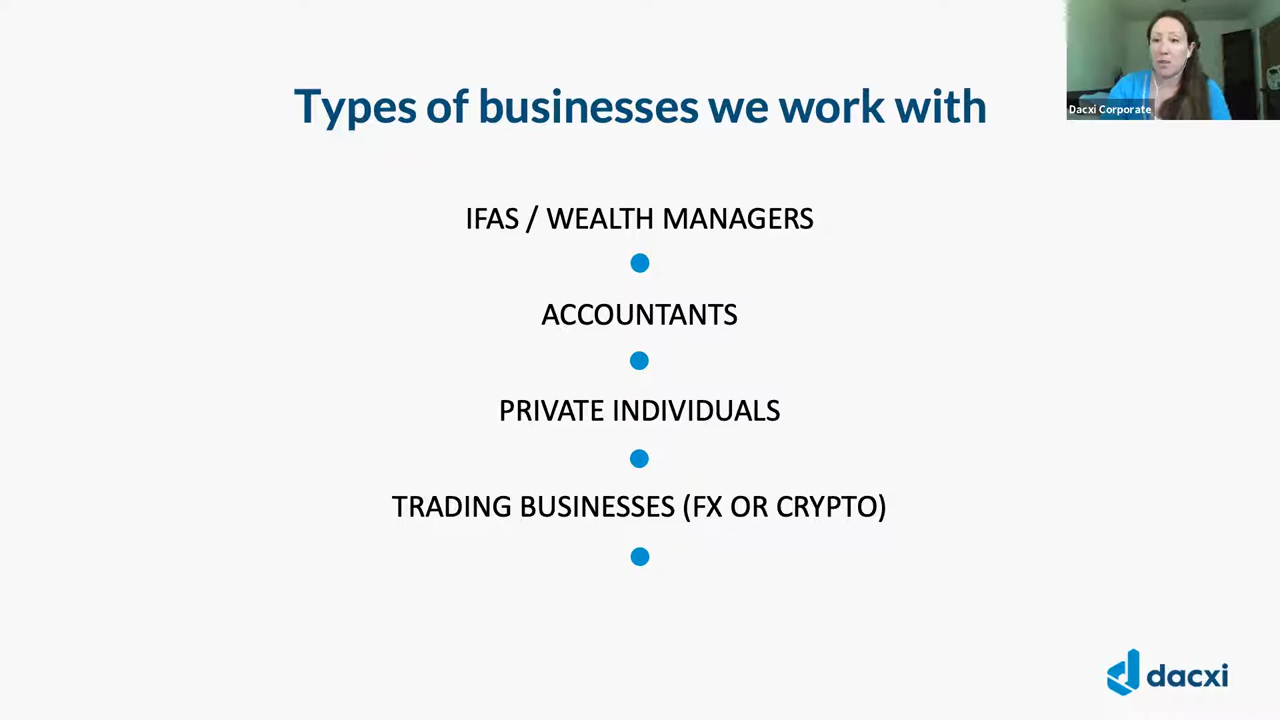 Types of businesses we work with
Dacxi Corporate
IFAS / WEALTH MANAGERS
ACCOUNTANTS
PRIVATE INDIVIDUALS
TRADING BUSINESSES (FX OR CRYPTO)
dacxi